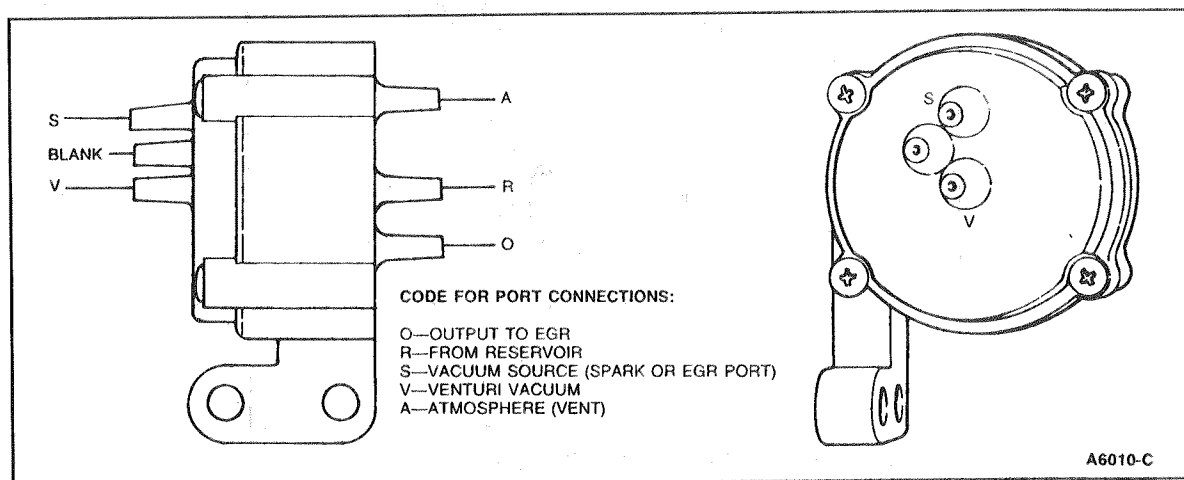 S
BLANK
V
A
R
O
CODE FOR PORT CONNECTIONS:
O—OUTPUT TO EGR
R—FROM RESERVOIR
S—VACUUM SOURCE (SPARK OR EGR PORT)
V—VENTURI VACUUM
A—ATMOSPHERE (VENT)
S
V
A6010-C